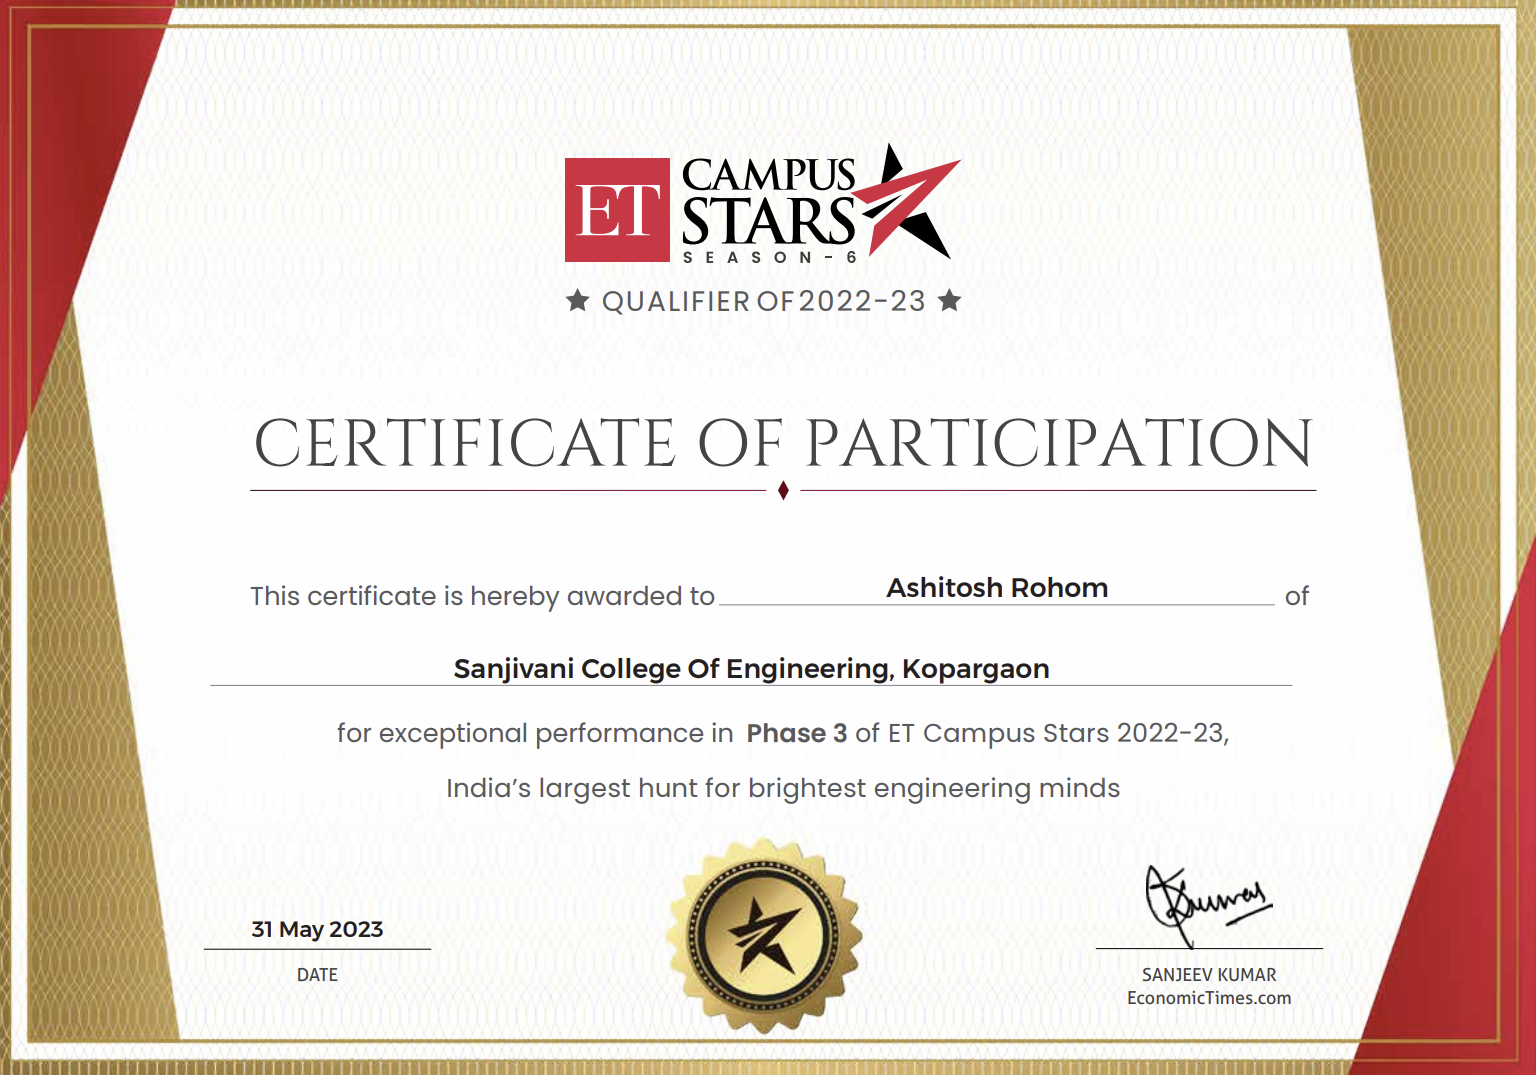 ET
CAMPUS
STARS
SEASON-6
QUALIFIER OF 2022-23
CERTIFICATE OF PARTICIPATION
This certificate is hereby awarded to Ashitosh Rohom of
Sanjivani College Of Engineering, Kopargaon
for exceptional performance in Phase 3 of ET Campus Stars 2022-23,
India’s largest hunt for brightest engineering minds
31 May 2023
DATE
SKumar
SANJEEV KUMAR
EconomicTimes.com